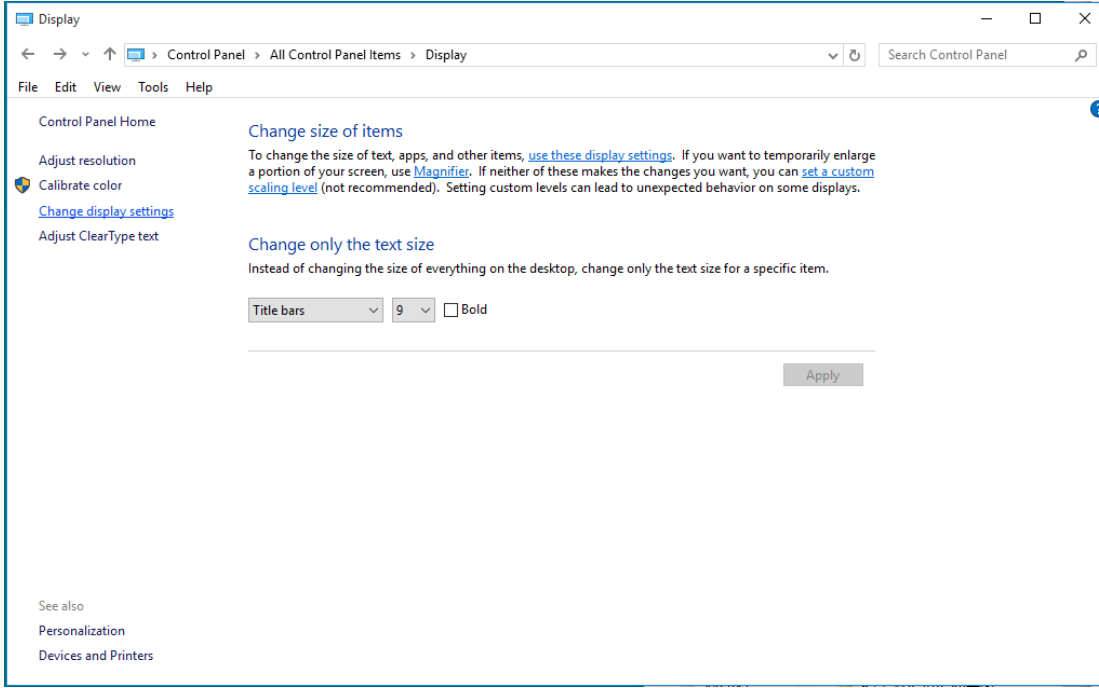 Display
Control Panel > All Control Panel Items > Display
Search Control Panel
File Edit View Tools Help
Control Panel Home
Adjust resolution
Calibrate color
Change display settings
Adjust ClearType text
Change size of items
To change the size of text, apps, and other items, use these display settings. If you want to temporarily enlarge
a portion of your screen, use Magnifier. If neither of these makes the changes you want, you can set a custom
scaling level (not recommended). Setting custom levels can lead to unexpected behavior on some displays.
Change only the text size
Instead of changing the size of everything on the desktop, change only the text size for a specific item.
Title bars 9 Bold
Apply
See also
Personalization
Devices and Printers